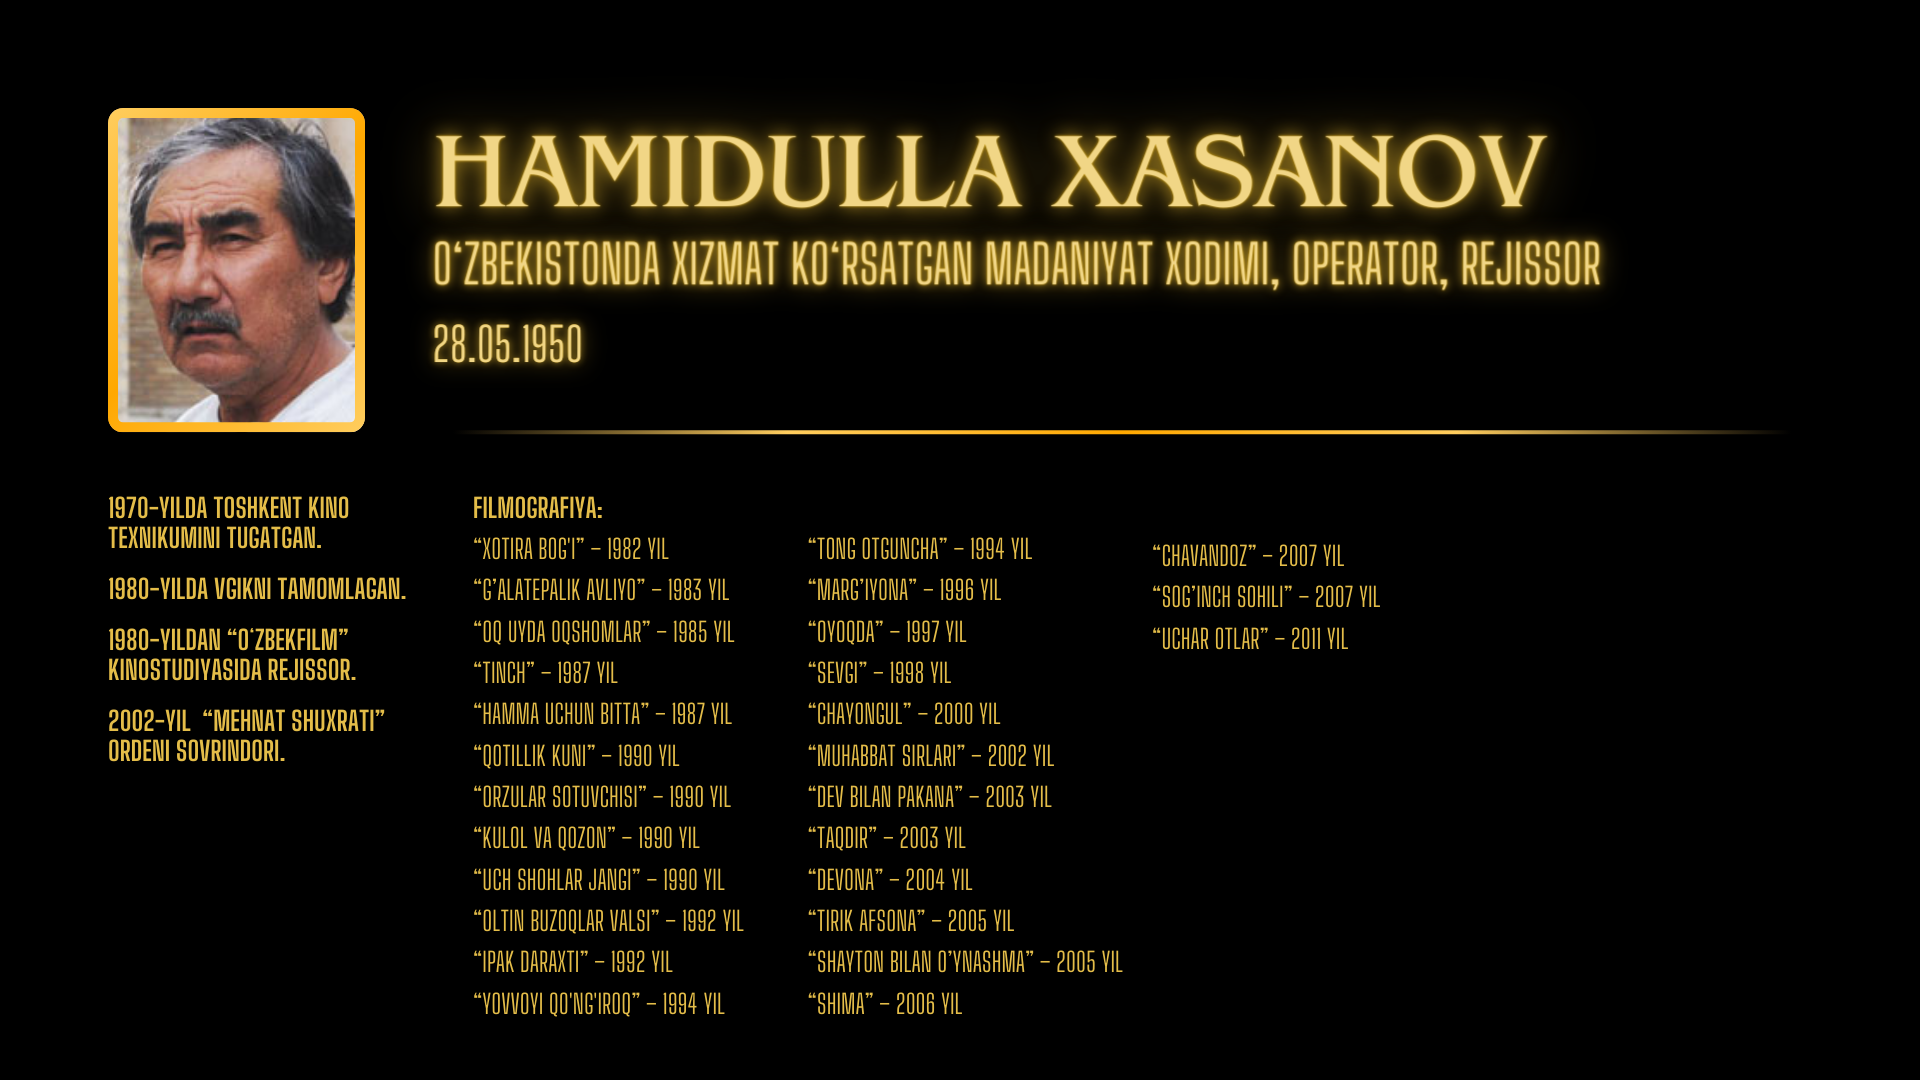 HAMIDULLA XASANOV
O‘ZBEKISTONDA XIZMAT KO‘RSATGAN MADANIYAT XODIMI, OPERATOR, REJISSOR
28.05.1950
1970-YILDA TOSHKENT KINO
TEXNIKUMINI TUGATGAN.
1980-YILDA VGIKNI TAMOMLAGAN.
1980-YILDAN “O‘ZBEKFILM”
KINOSTUDIYASIDA REJISSOR.
2002-YIL “MEHNAT SHUXRATI”
ORDENI SOVRINDORI.
FILMOGRAFIYA:
“XOTIRA BOG'I” – 1982 YIL
“G’ALATEPALIK AVLIYO” – 1983 YIL
“OQ UYDA OQSHOMLAR” – 1985 YIL
“TINCH” – 1987 YIL
“HAMMA UCHUN BITTA” – 1987 YIL
“QOTILLIK KUNI” – 1990 YIL
“ORZULAR SOTUVCHISI” – 1990 YIL
“KULOL VA QOZON” – 1990 YIL
“UCH SHOHLAR JANGI” – 1990 YIL
“OLTIN BUZOQLAR VALSI” – 1992 YIL
“IPAK DARAXTI” – 1992 YIL
“YOVVOYI QO'NG'IROQ” – 1994 YIL
“TONG OTGUNCHA” – 1994 YIL
“MARG’IYONA” – 1996 YIL
“OYOQDA” – 1997 YIL
“SEVGI” – 1998 YIL
“CHAYONGUL” – 2000 YIL
“MUHABBAT SIRLARI” – 2002 YIL
“DEV BILAN PAKANA” – 2003 YIL
“TAQDIR” – 2003 YIL
“DEVONA” – 2004 YIL
“TIRIK AFSONA” – 2005 YIL
“SHAYTON BILAN O’YNASHMA” – 2005 YIL
“SHIMA” – 2006 YIL
“CHAVANDOZ” – 2007 YIL
“SOG’INCH SOHILI” – 2007 YIL
“UCHAR OTLAR” – 2011 YIL